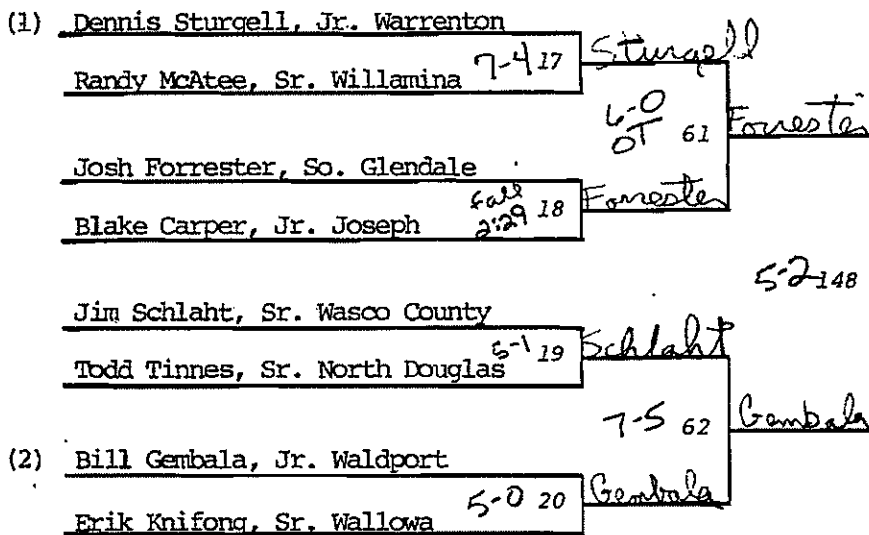 (1) Dennis Sturgell, Jr. Warrenton
7-4 17 Sturgell
Randy McAtee, Sr. Willamina
6-0
OT 61 Forrester
Josh Forrester, So. Glendale
fall
2:29 18 Forrester
Blake Carper, Jr. Joseph
5-2 148
Jim Schlaht, Sr. Wasco County
5-1 19 Schlaht
Todd Tinnes, Sr. North Douglas
7-5 62 Gembala
(2) Bill Gembala, Jr. Waldport
5-0 20 Gembala
Erik Knifong, Sr. Wallowa